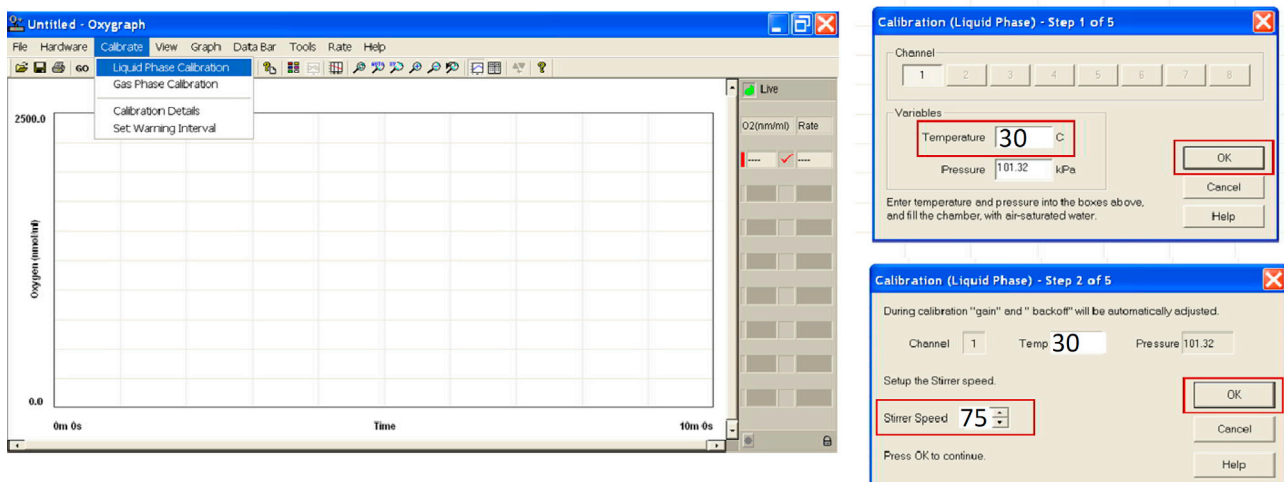 Untitled - Oxygraph
File Hardware Calibrate View Graph Data Bar Tools Rate Help
GO
Liquid Phase Calibration
Gas Phase Calibration
Calibration Details
Set Warning Interval
Live
O2(nm/ml) Rate
---- ----
2500.0
Oxygen (nmol/ml)
0.0
0m 0s Time 10m 0s
Calibration (Liquid Phase) - Step 1 of 5
Channel
1 2 3 4 5 6 7 8
Variables
Temperature 30 C
Pressure 101.32 kPa
OK
Cancel
Help
Enter temperature and pressure into the boxes above,
and fill the chamber, with air-saturated water.
Calibration (Liquid Phase) - Step 2 of 5
During calibration "gain" and " backoff" will be automatically adjusted.
Channel 1 Temp 30 Pressure 101.32
Setup the Stirrer speed.
Stirrer Speed 75
Press OK to continue.
OK
Cancel
Help